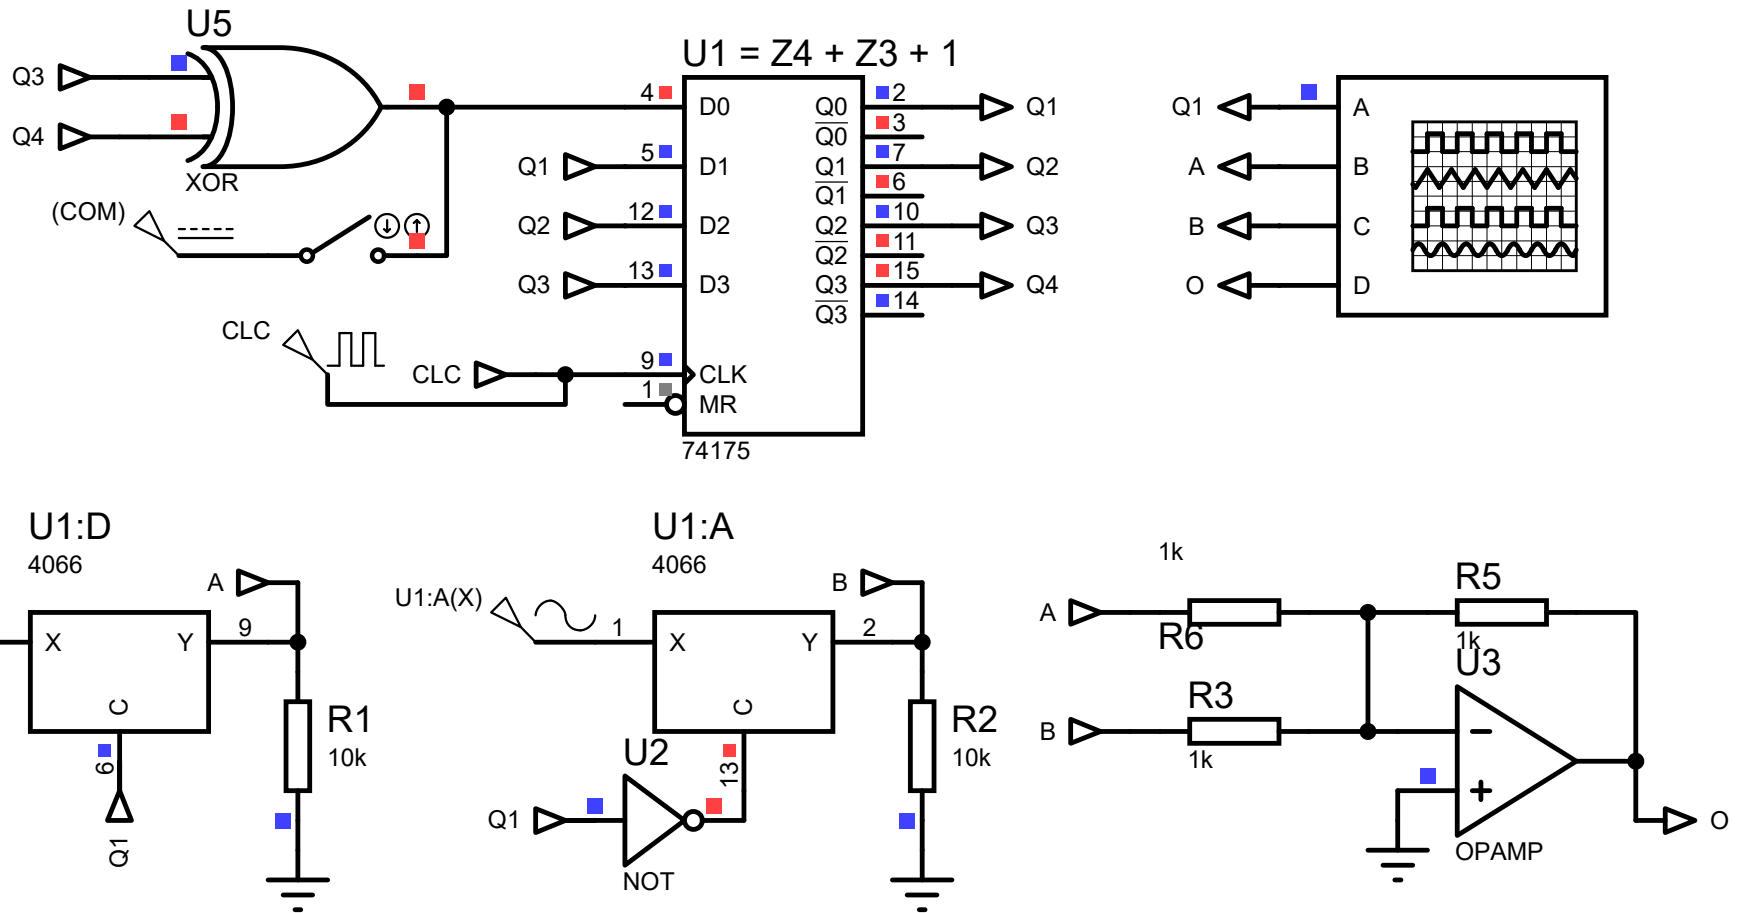 U5
Q3
Q4
XOR
(COM)
U1 = Z4 + Z3 + 1
4 D0 Q0 2 Q1
Q0 3
Q1 5 D1 Q1 7 Q2
Q1 6
Q2 12 D2 Q2 10 Q3
Q2 11
Q3 13 D3 Q3 15 Q4
Q3 14
CLC
CLC 9 CLK
1 MR
74175
Q1 A
A B
B C
O D
U1:D
4066
A
X Y 9
C
6
Q1
R1
10k
U1:A
4066
B
U1:A(X)
1 X Y 2
C
13
U2
Q1
NOT
R2
10k
1k
A
R6
R5
1k
U3
B
R3
1k
OPAMP
O